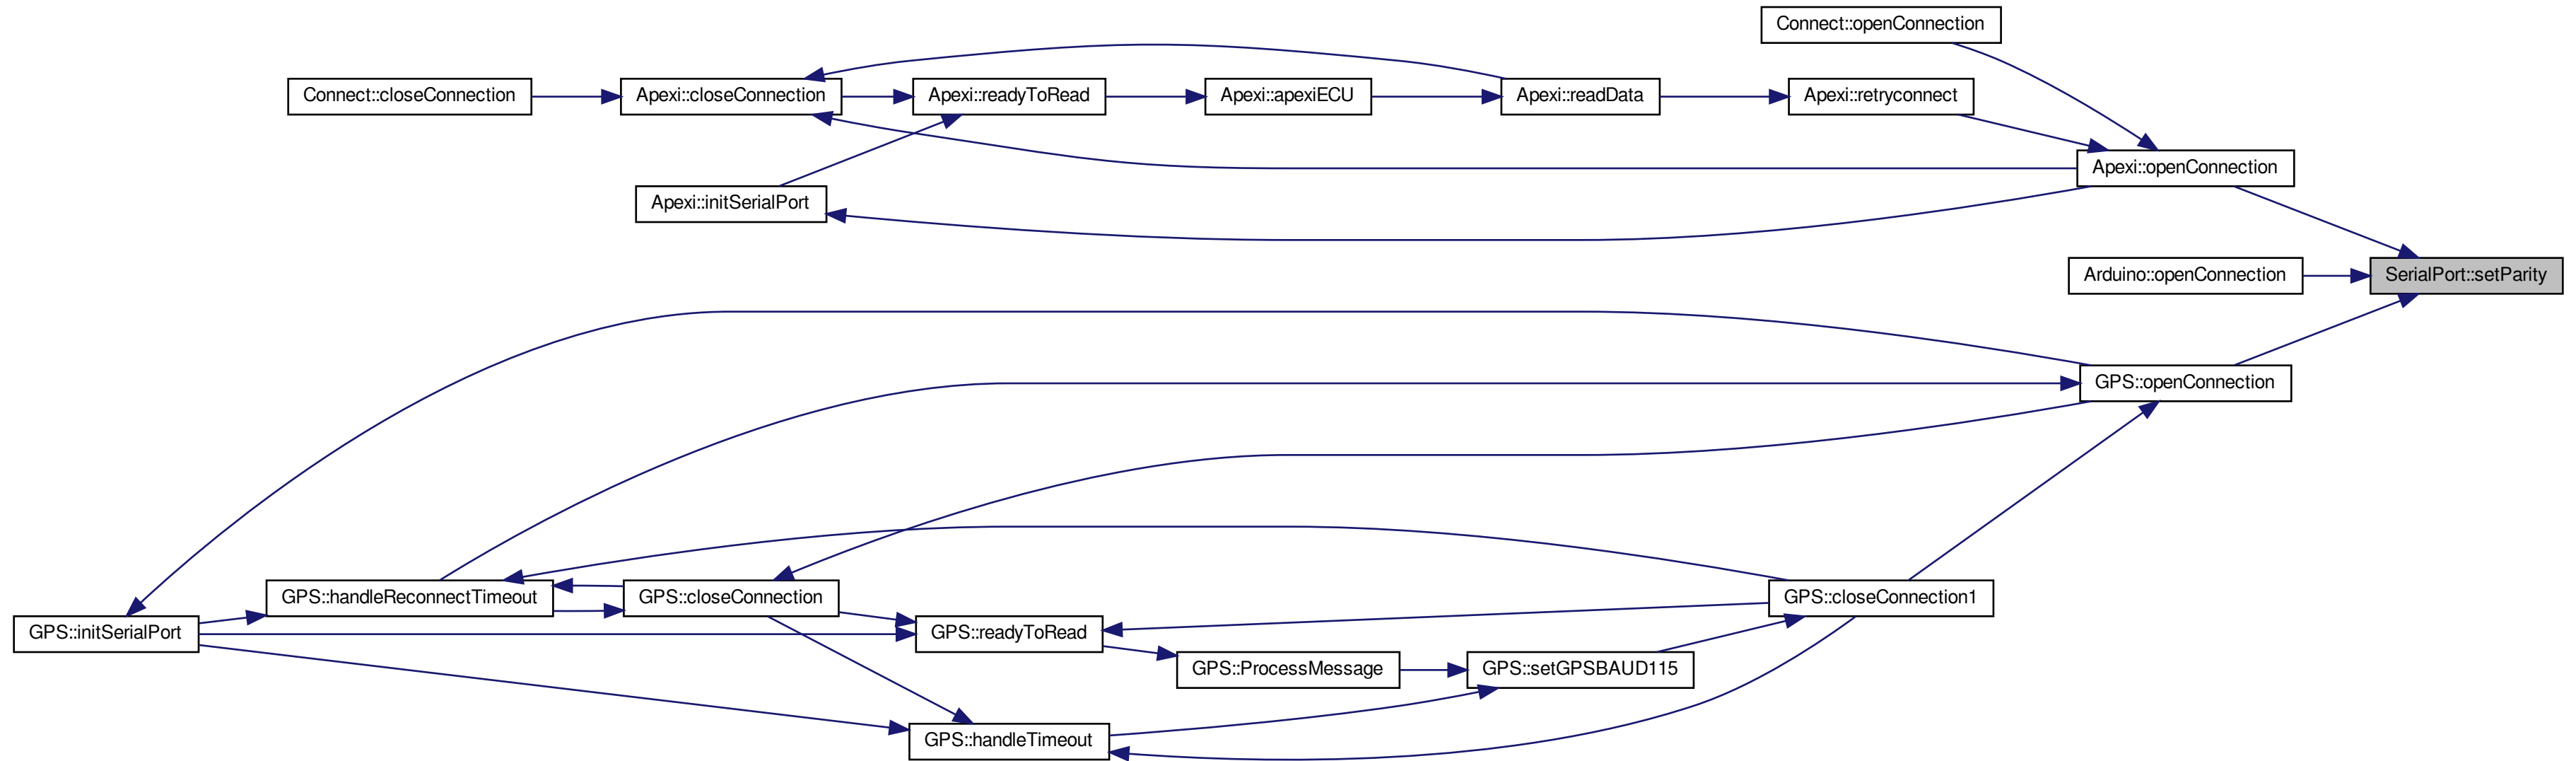 Connect::openConnection
Connect::closeConnection
Apexi::closeConnection
Apexi::readyToRead
Apexi::apexiECU
Apexi::readData
Apexi::retryconnect
Apexi::openConnection
Apexi::initSerialPort
Arduino::openConnection
SerialPort::setParity
GPS::openConnection
GPS::handleReconnectTimeout
GPS::closeConnection
GPS::closeConnection1
GPS::initSerialPort
GPS::readyToRead
GPS::ProcessMessage
GPS::setGPSBAUD115
GPS::handleTimeout